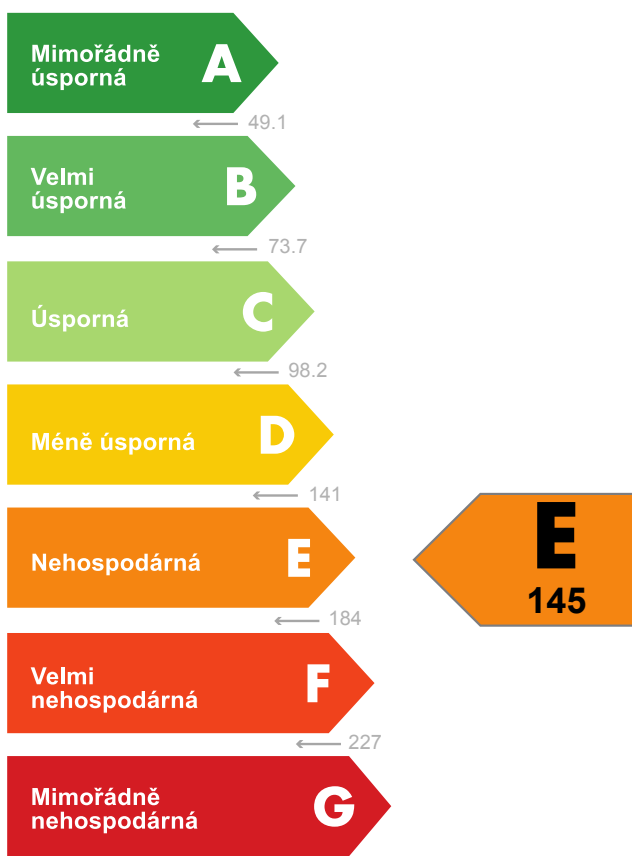 Mimořádně
úsporná
A
49.1
Velmi
úsporná
B
73.7
Úsporná
C
98.2
Méně úsporná
D
141
Nehospodárná
E
E
145
184
Velmi
nehospodárná
F
227
Mimořádně
nehospodárná
G